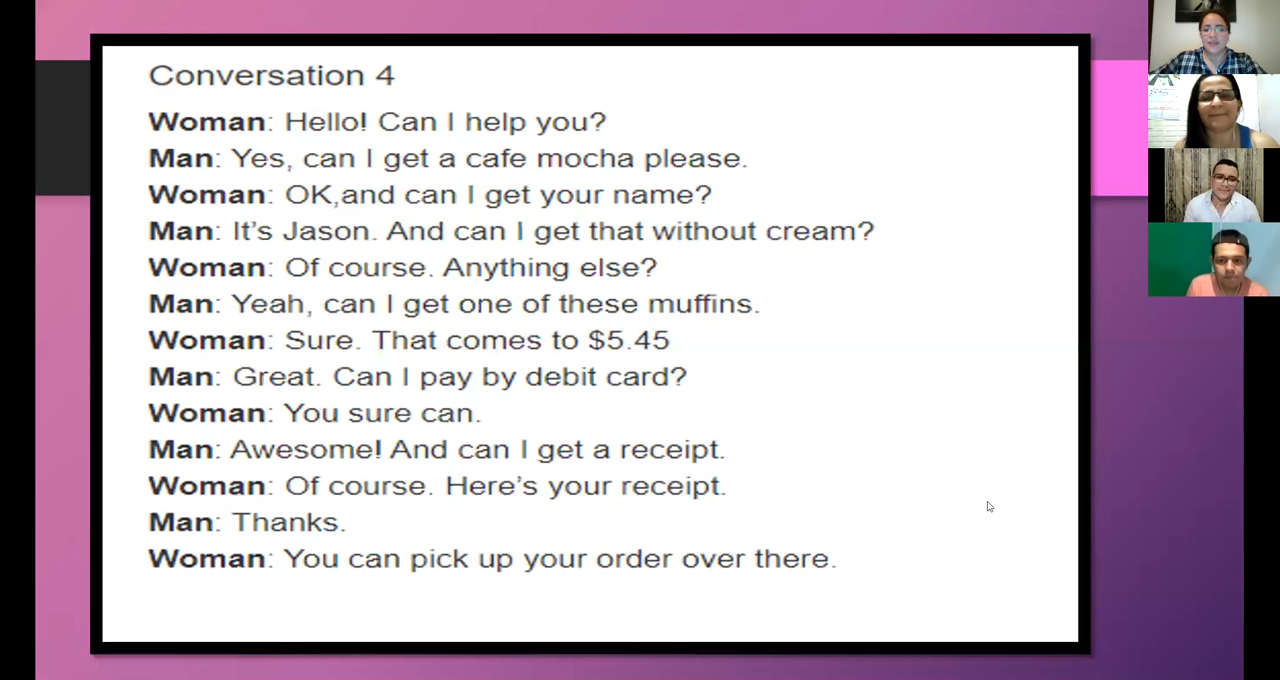 Conversation 4
Woman: Hello! Can I help you?
Man: Yes, can I get a cafe mocha please.
Woman: OK,and can I get your name?
Man: It’s Jason. And can I get that without cream?
Woman: Of course. Anything else?
Man: Yeah, can I get one of these muffins.
Woman: Sure. That comes to $5.45
Man: Great. Can I pay by debit card?
Woman: You sure can.
Man: Awesome! And can I get a receipt.
Woman: Of course. Here’s your receipt.
Man: Thanks.
Woman: You can pick up your order over there.